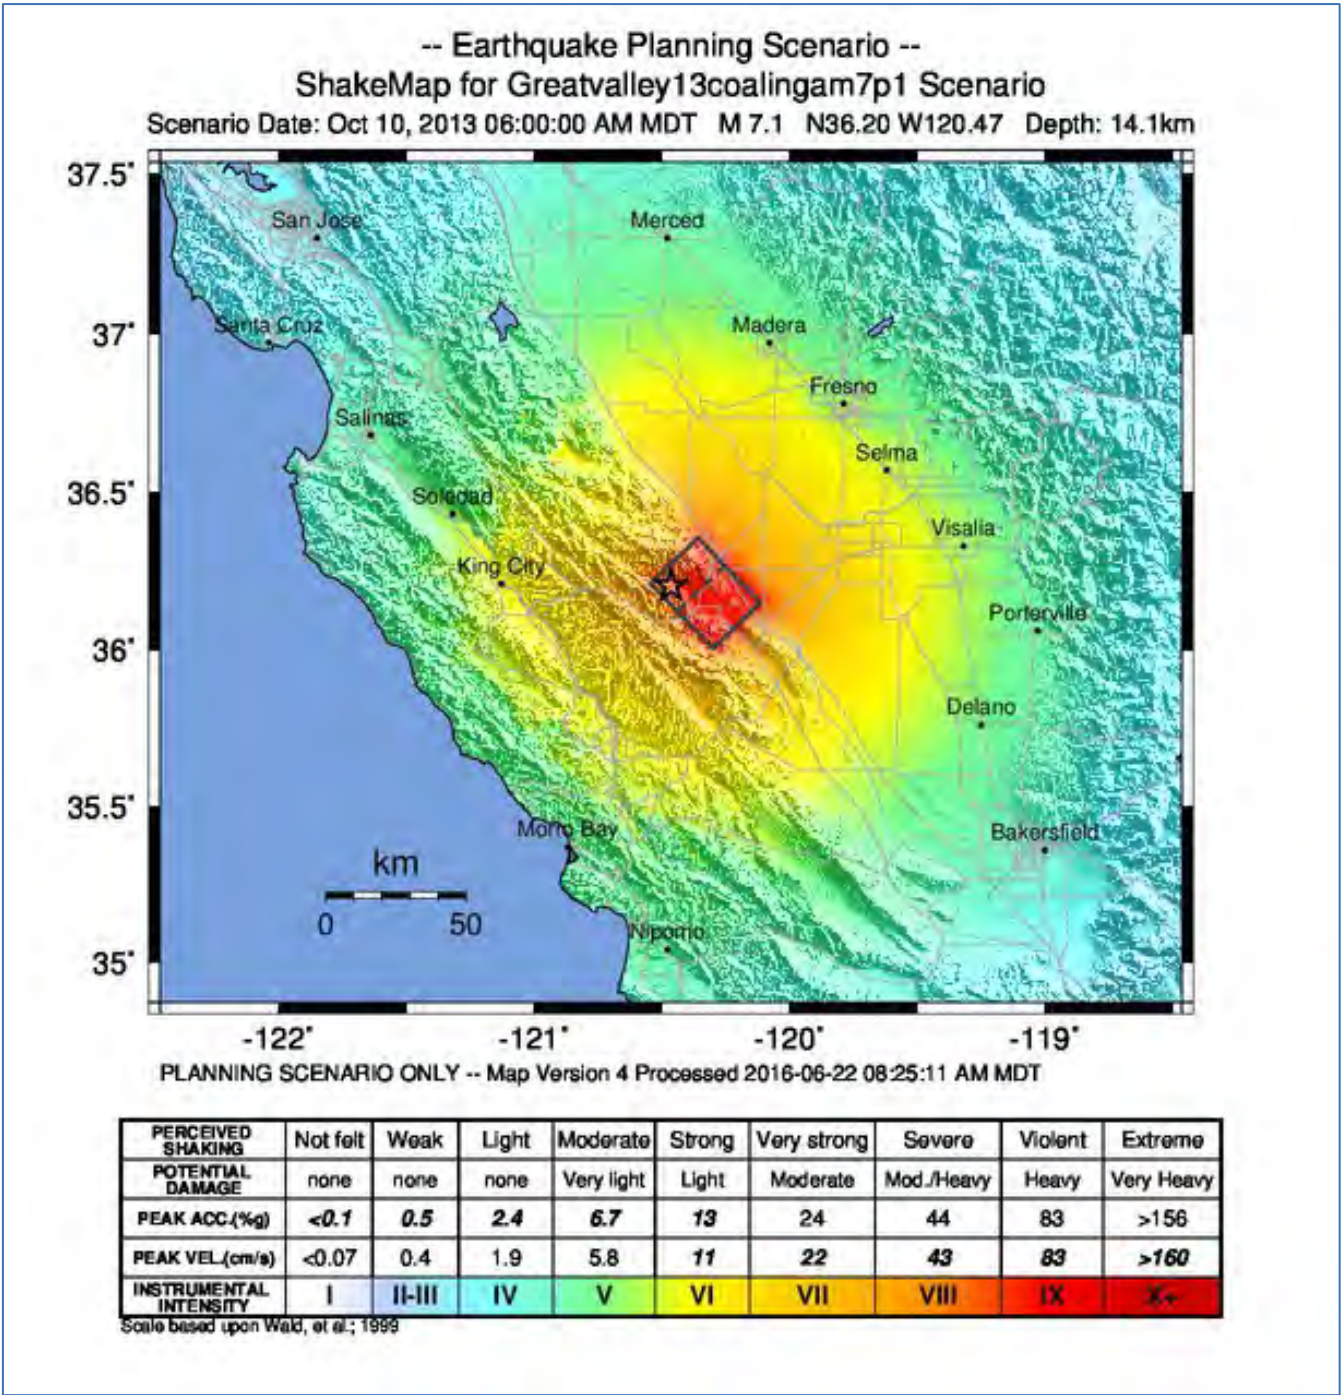 -- Earthquake Planning Scenario --
ShakeMap for Greatvalley13coalingam7p1 Scenario
Scenario Date: Oct 10, 2013 06:00:00 AM MDT M 7.1 N36.20 W120.47 Depth: 14.1km
37.5°
San Jose
Merced
37°
Santa Cruz
Madera
Fresno
Salinas
Selma
36.5°
Soledad
Visalia
King City
Porterville
36°
Delano
35.5°
Morro Bay
Bakersfield
km
0 50
Nipomo
35°
-122° -121° -120° -119°
PLANNING SCENARIO ONLY -- Map Version 4 Processed 2016-06-22 08:25:11 AM MDT
PERCEIVED SHAKING Not felt Weak Light Moderate Strong Very strong Severe Violent Extreme
POTENTIAL DAMAGE none none none Very light Light Moderate Mod./Heavy Heavy Very Heavy
PEAK ACC.(%g) <0.1 0.5 2.4 6.7 13 24 44 83 >156
PEAK VEL.(cm/s) <0.07 0.4 1.9 5.8 11 22 43 83 >160
INSTRUMENTAL INTENSITY I II-III IV V VI VII VIII IX X+
Scale based upon Wald, et al.; 1999